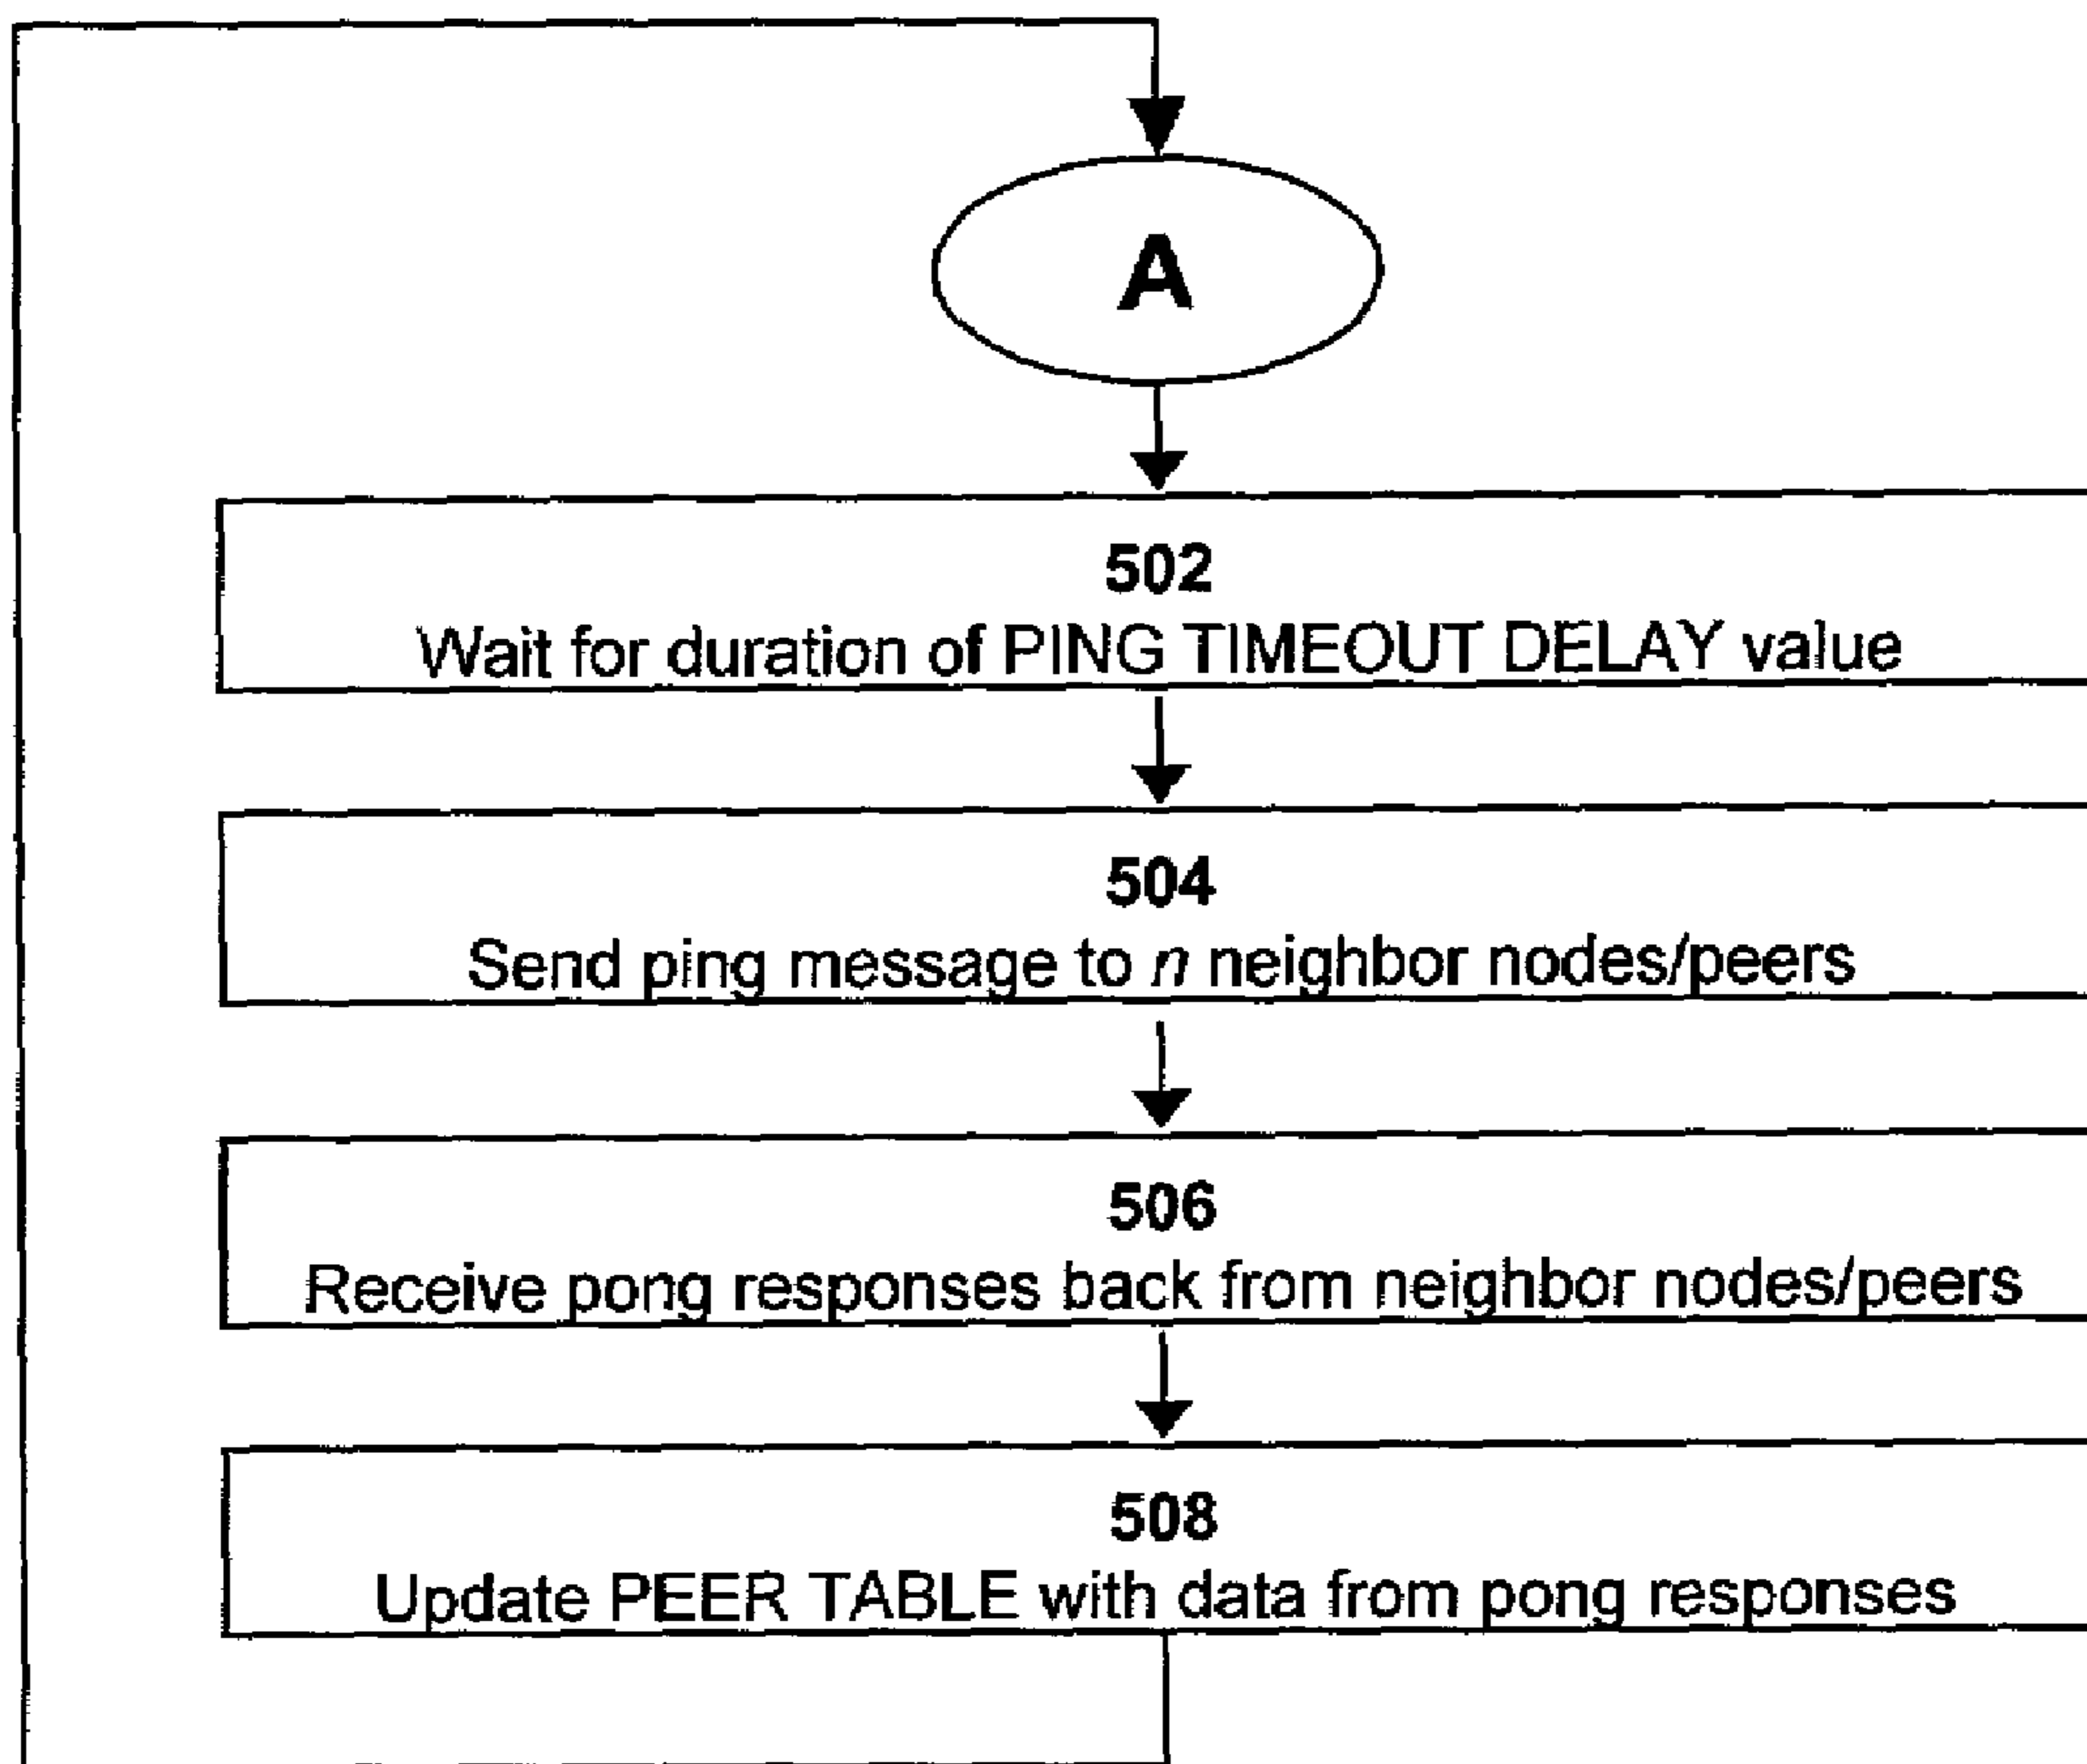 A
502
Wait for duration of PING TIMEOUT DELAY value
504
Send ping message to n neighbor nodes/peers
506
Receive pong responses back from neighbor nodes/peers
508
Update PEER TABLE with data from pong responses